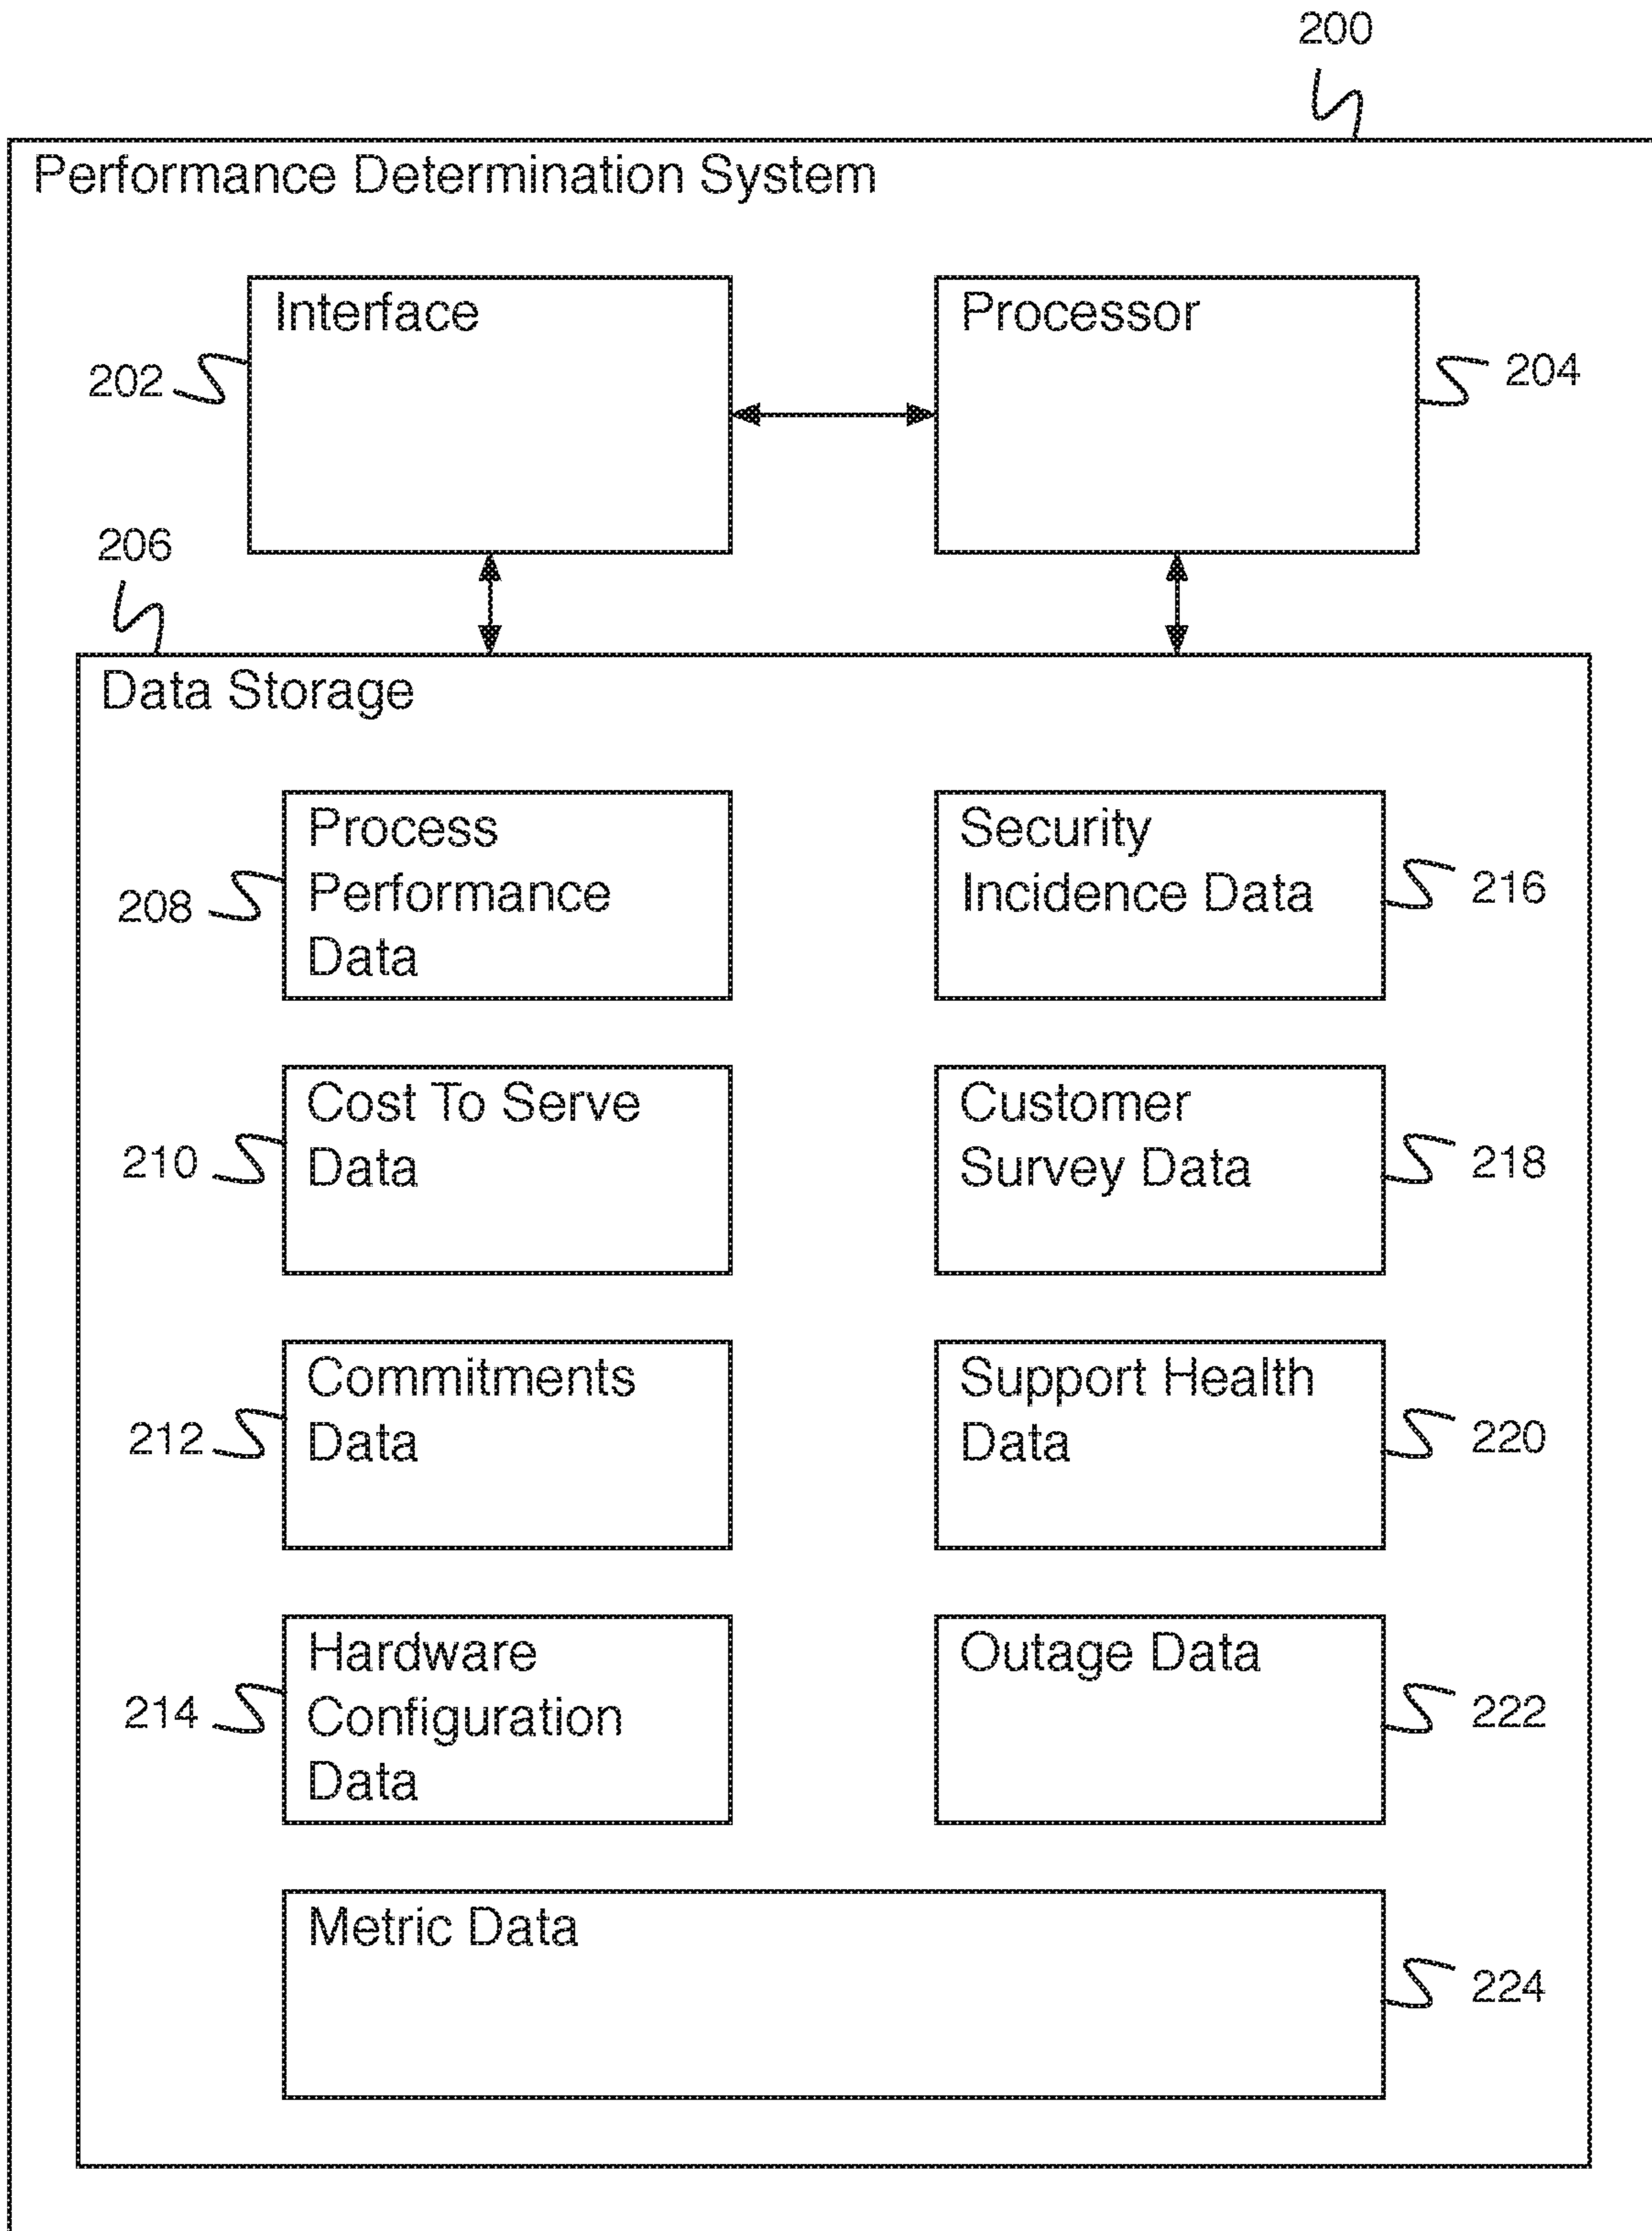 200
Performance Determination System
Interface
Processor
202
204
206
Data Storage
Process
Performance
Data
208
Security
Incidence Data
216
Cost To Serve
Data
210
Customer
Survey Data
218
Commitments
Data
212
Support Health
Data
220
Hardware
Configuration
Data
214
Outage Data
222
Metric Data
224